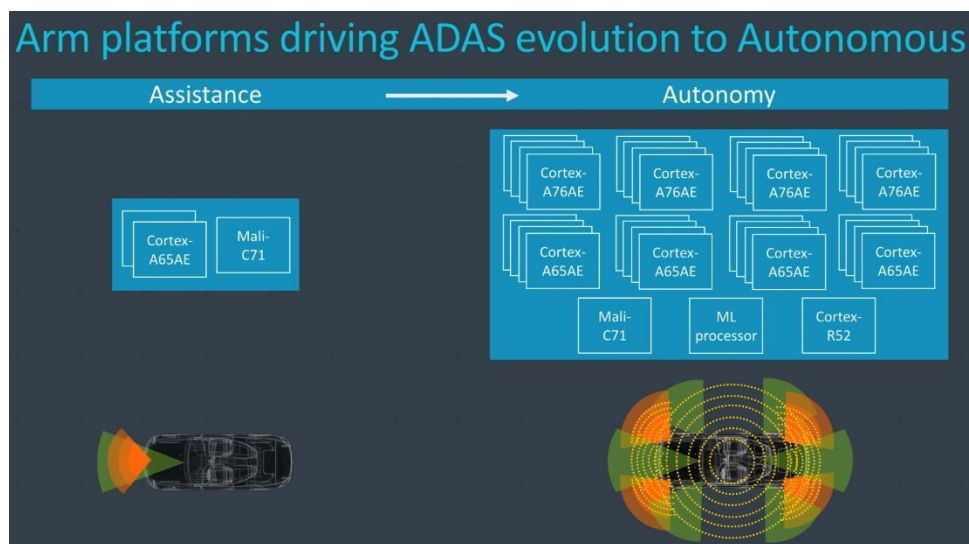 Arm platforms driving ADAS evolution to Autonomous
Assistance
Autonomy
Cortex-
A65AE
Mali-
C71
Cortex-
A76AE
Cortex-
A76AE
Cortex-
A76AE
Cortex-
A76AE
Cortex-
A65AE
Cortex-
A65AE
Cortex-
A65AE
Cortex-
A65AE
Mali-
C71
ML
processor
Cortex-
R52